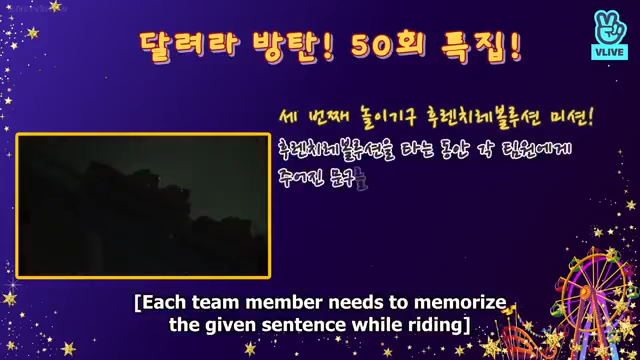 달려라 방탄! 50회 특집!
VLIVE
세 번째 놀이기구 후렌치레볼루션 미션!
후렌치레볼루션을 타는 동안 각 팀원에게
주어진 문구를
[Each team member needs to memorize
the given sentence while riding]